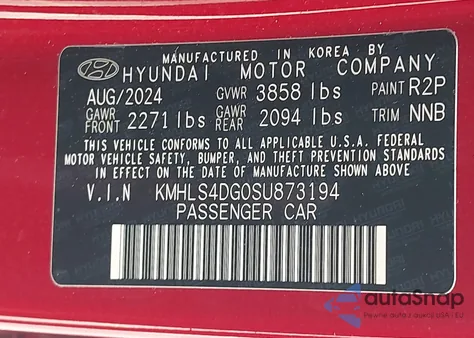 MANUFACTURED IN KOREA BY
HYUNDAI MOTOR COMPANY
AUG/2024 GVWR 3858 lbs PAINT R2P
GAWR FRONT 2271 lbs GAWR REAR 2094 lbs TRIM NNB
THIS VEHICLE CONFORMS TO ALL APPLICABLE U.S.A. FEDERAL
MOTOR VEHICLE SAFETY, BUMPER, AND THEFT PREVENTION STANDARDS
IN EFFECT ON THE DATE OF MANUFACTURE SHOWN ABOVE
V.I.N KMHLS4DG0SU873194
PASSENGER CAR
autoSnap